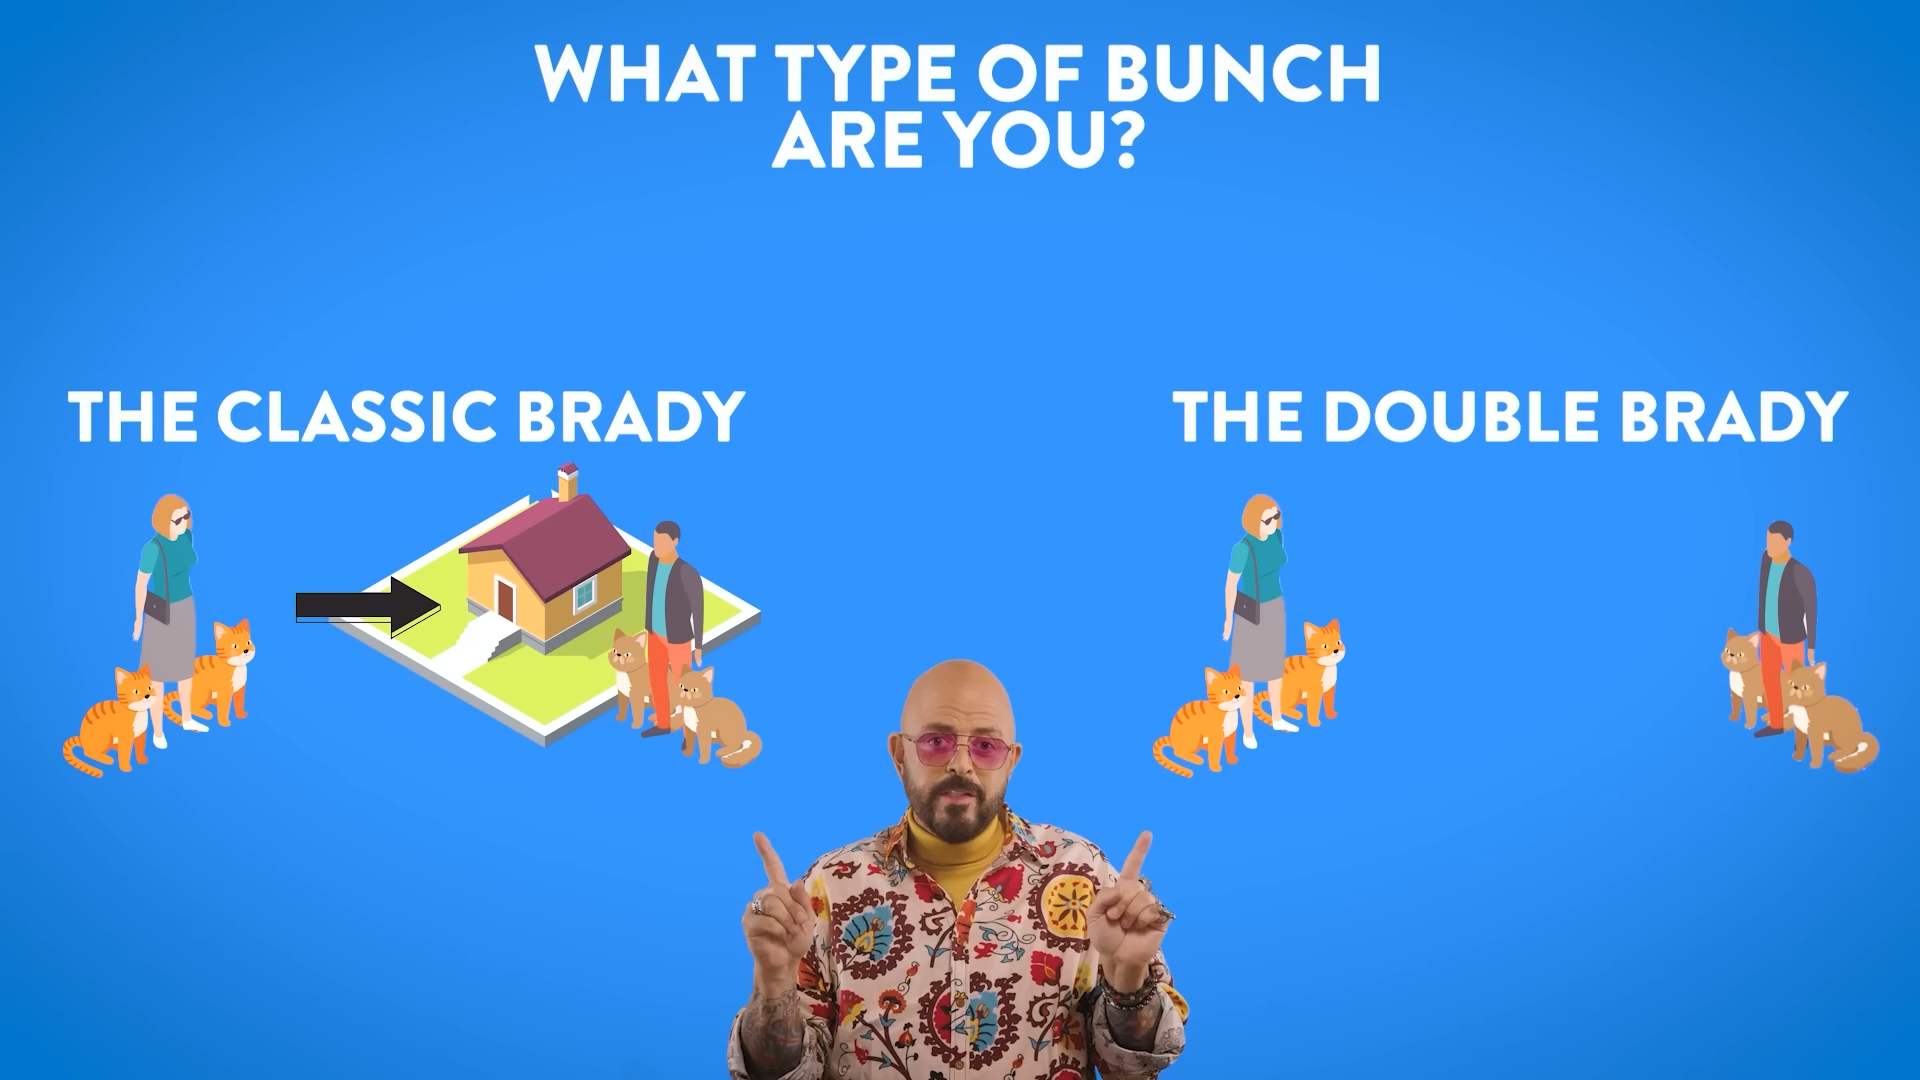 WHAT TYPE OF BUNCH
ARE YOU?
THE CLASSIC BRADY
THE DOUBLE BRADY